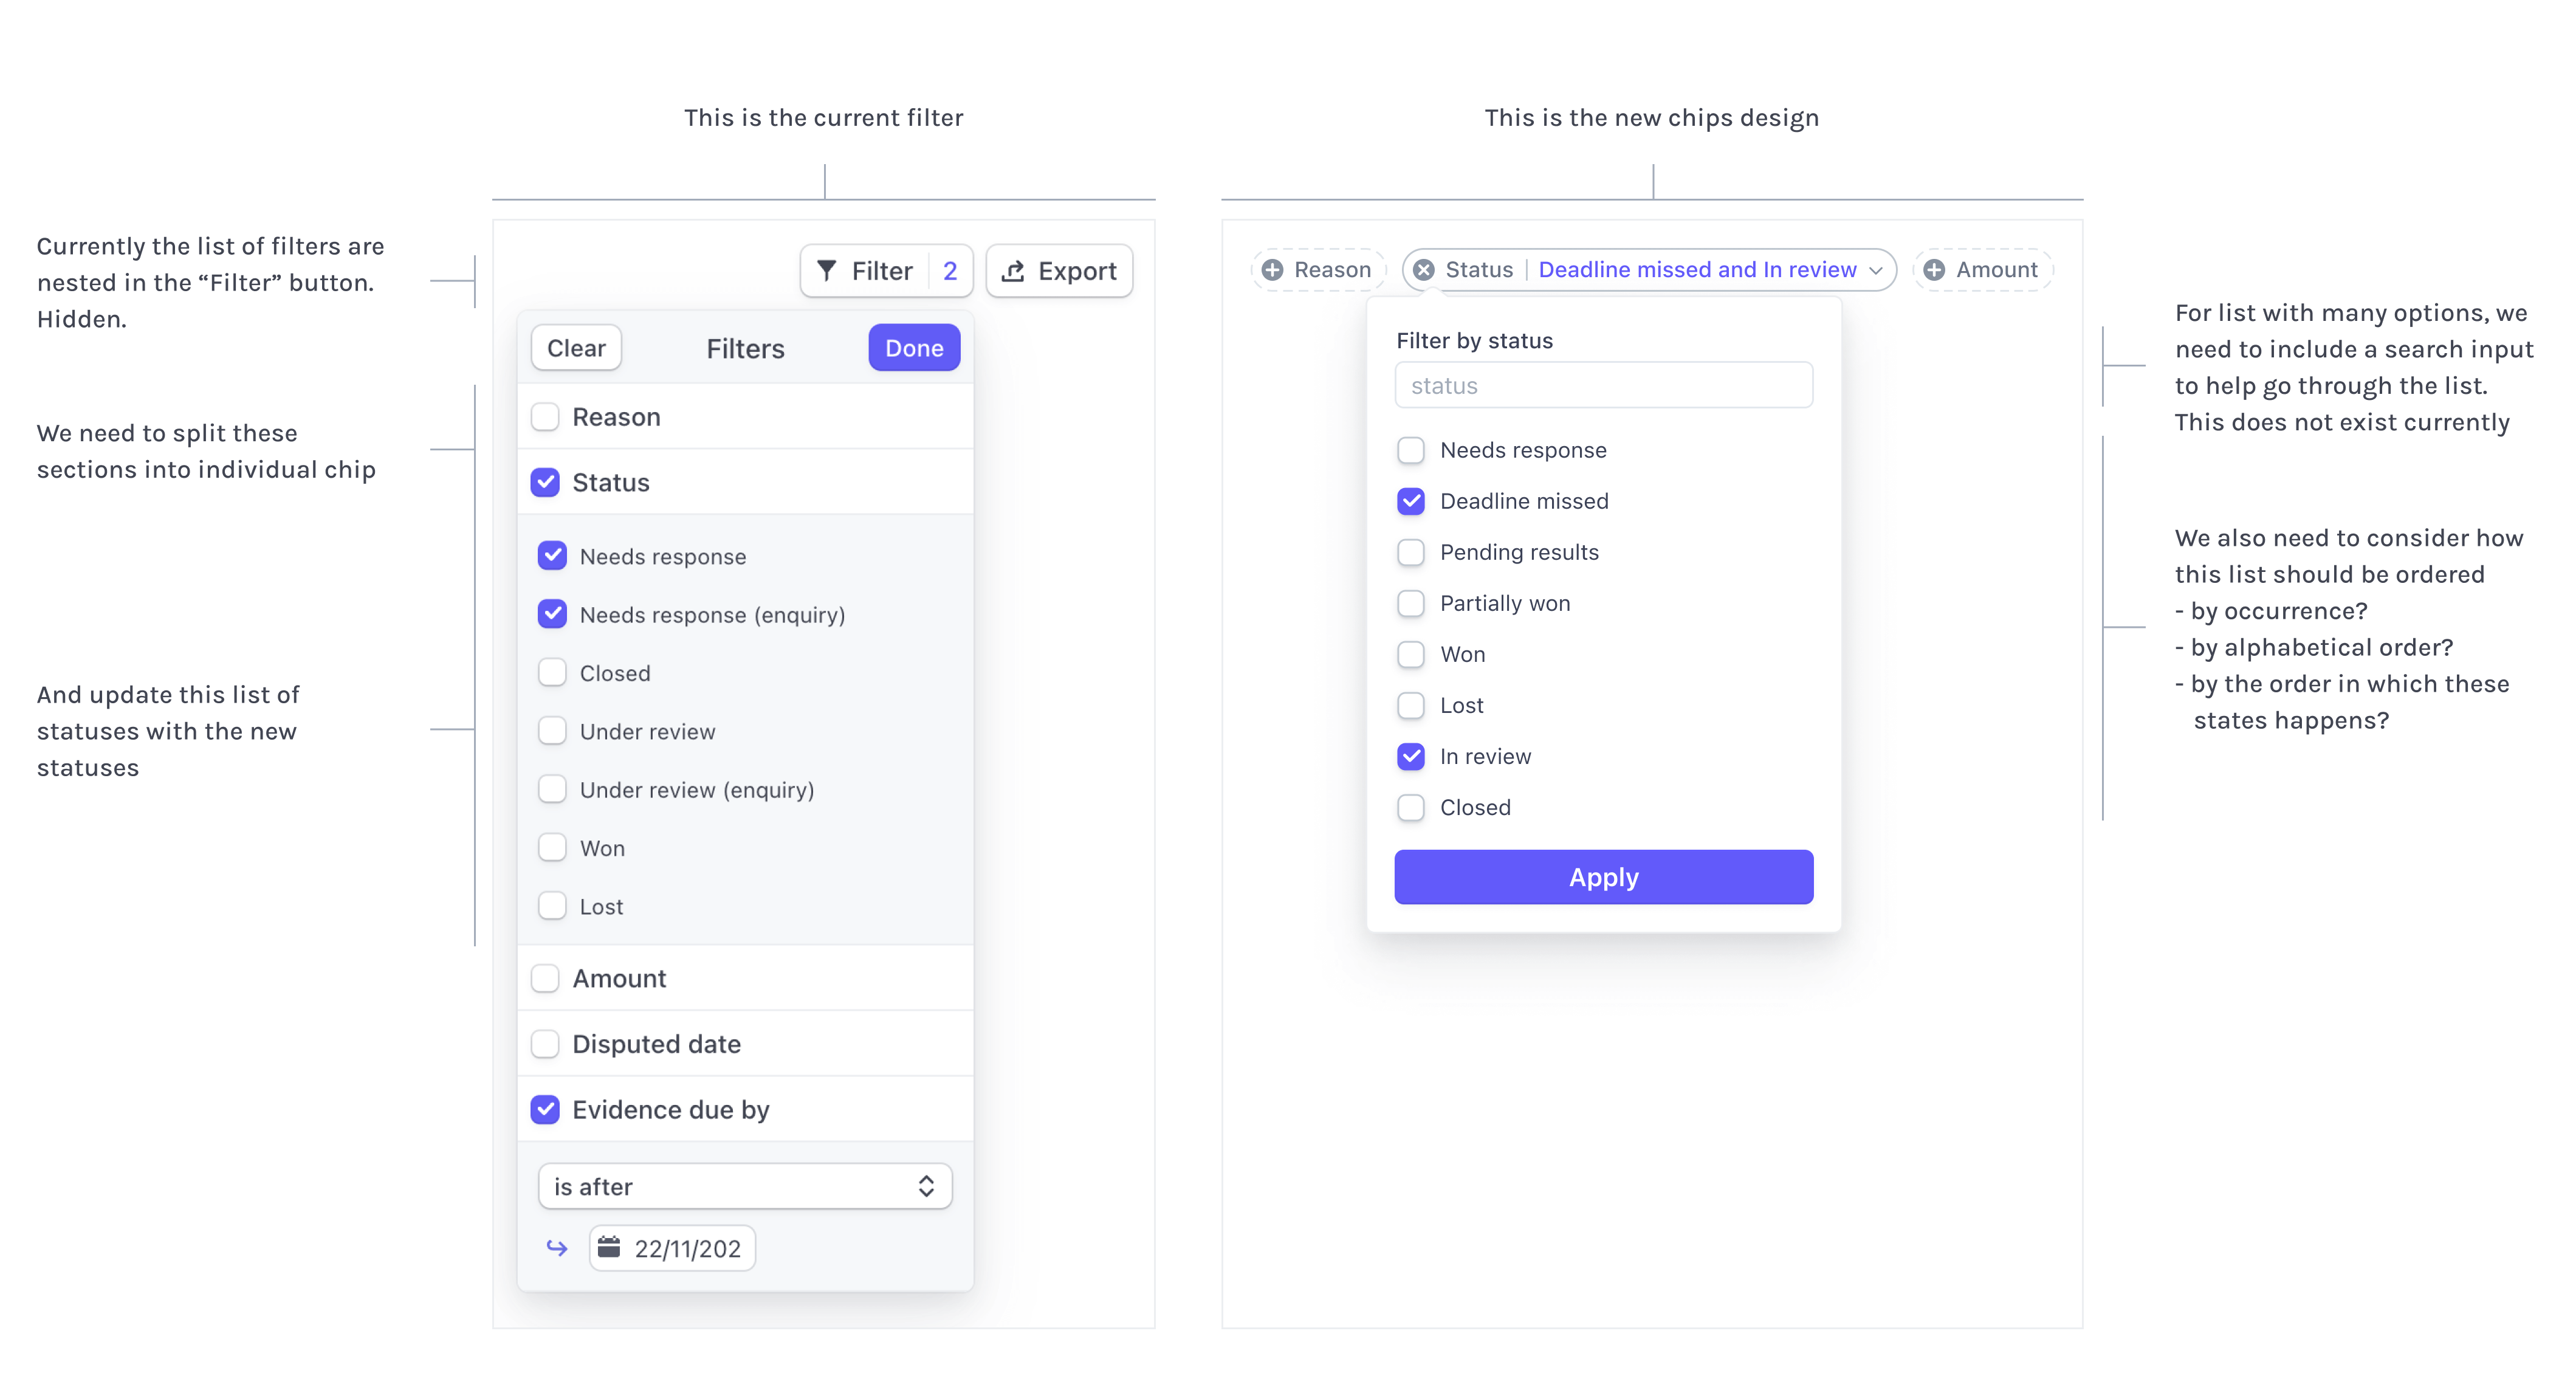 This is the current filter
This is the new chips design
Currently the list of filters are
nested in the “Filter” button.
Hidden.
We need to split these
sections into individual chip
And update this list of
statuses with the new
statuses
Filter 2
Export
Clear
Filters
Done
Reason
Status
Needs response
Needs response (enquiry)
Closed
Under review
Under review (enquiry)
Won
Lost
Amount
Disputed date
Evidence due by
is after
22/11/202
Reason
Status | Deadline missed and In review
Amount
Filter by status
status
Needs response
Deadline missed
Pending results
Partially won
Won
Lost
In review
Closed
Apply
For list with many options, we
need to include a search input
to help go through the list.
This does not exist currently
We also need to consider how
this list should be ordered
- by occurrence?
- by alphabetical order?
- by the order in which these
states happens?